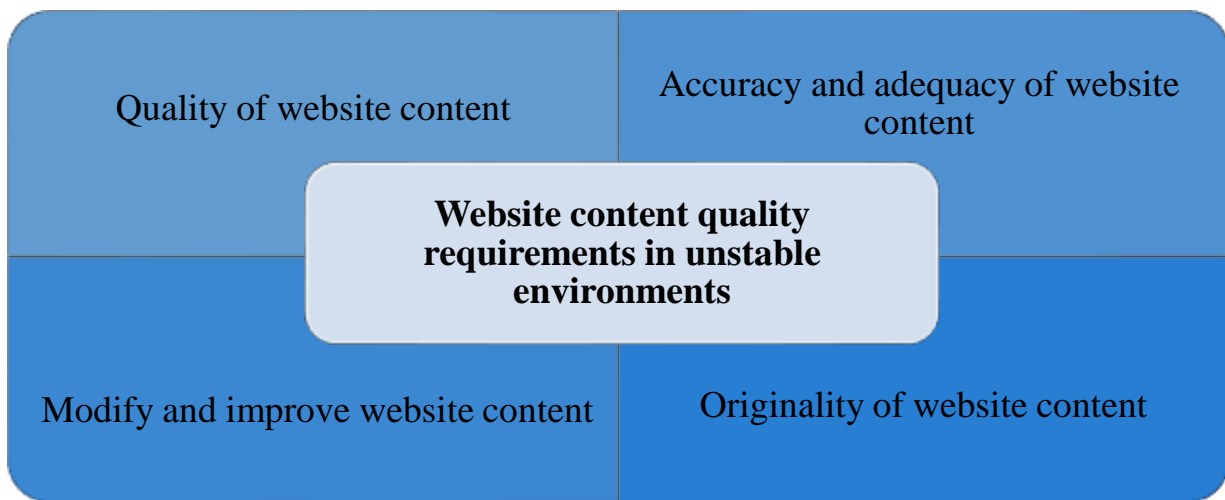 Quality of website content
Accuracy and adequacy of website
content
Website content quality
requirements in unstable
environments
Modify and improve website content
Originality of website content